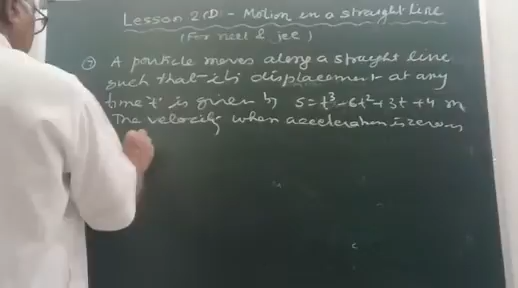 Lesson 2(D) - Motion in a straight line
(For neet & jee)
A particle moves along a straight line
such that its displacement at any
time 't' is given by s = t³ - 6t² + 3t + 4 m
The velocity when acceleration is zero is